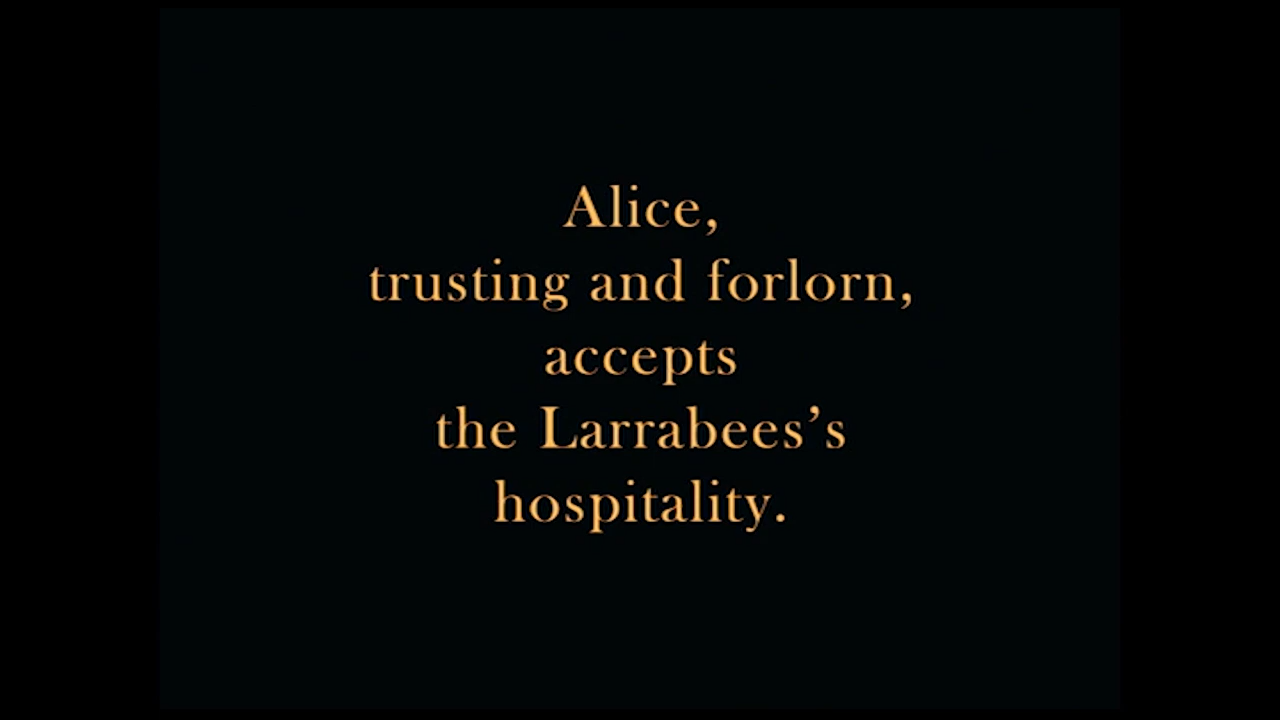 Alice,
trusting and forlorn,
accepts
the Larrabees’s
hospitality.